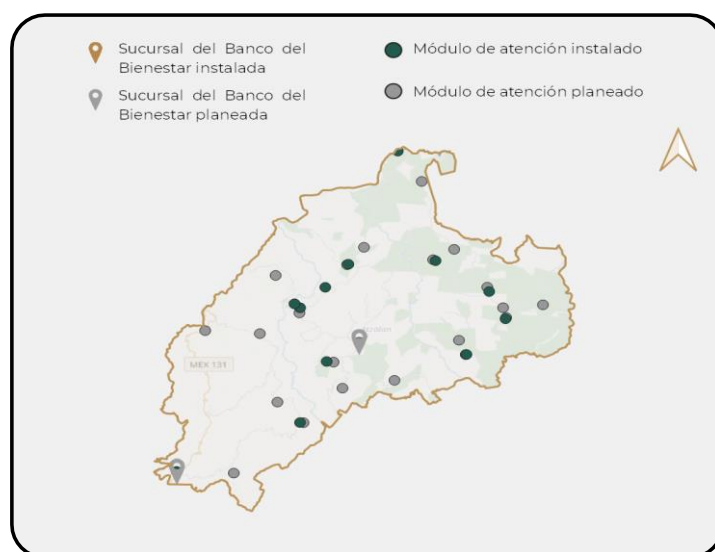 Sucursal del Banco del
Bienestar instalada
Sucursal del Banco del
Bienestar planeada
Módulo de atención instalado
Módulo de atención planeado
MEX 131